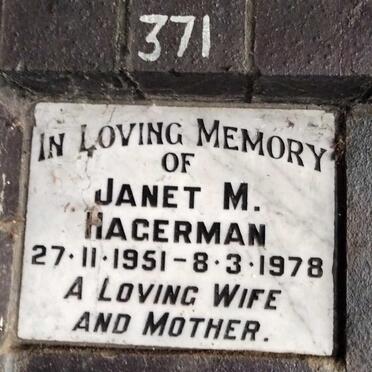 371
IN LOVING MEMORY
OF
JANET M.
HAGERMAN
27·11·1951–8·3·1978
A LOVING WIFE
AND MOTHER.